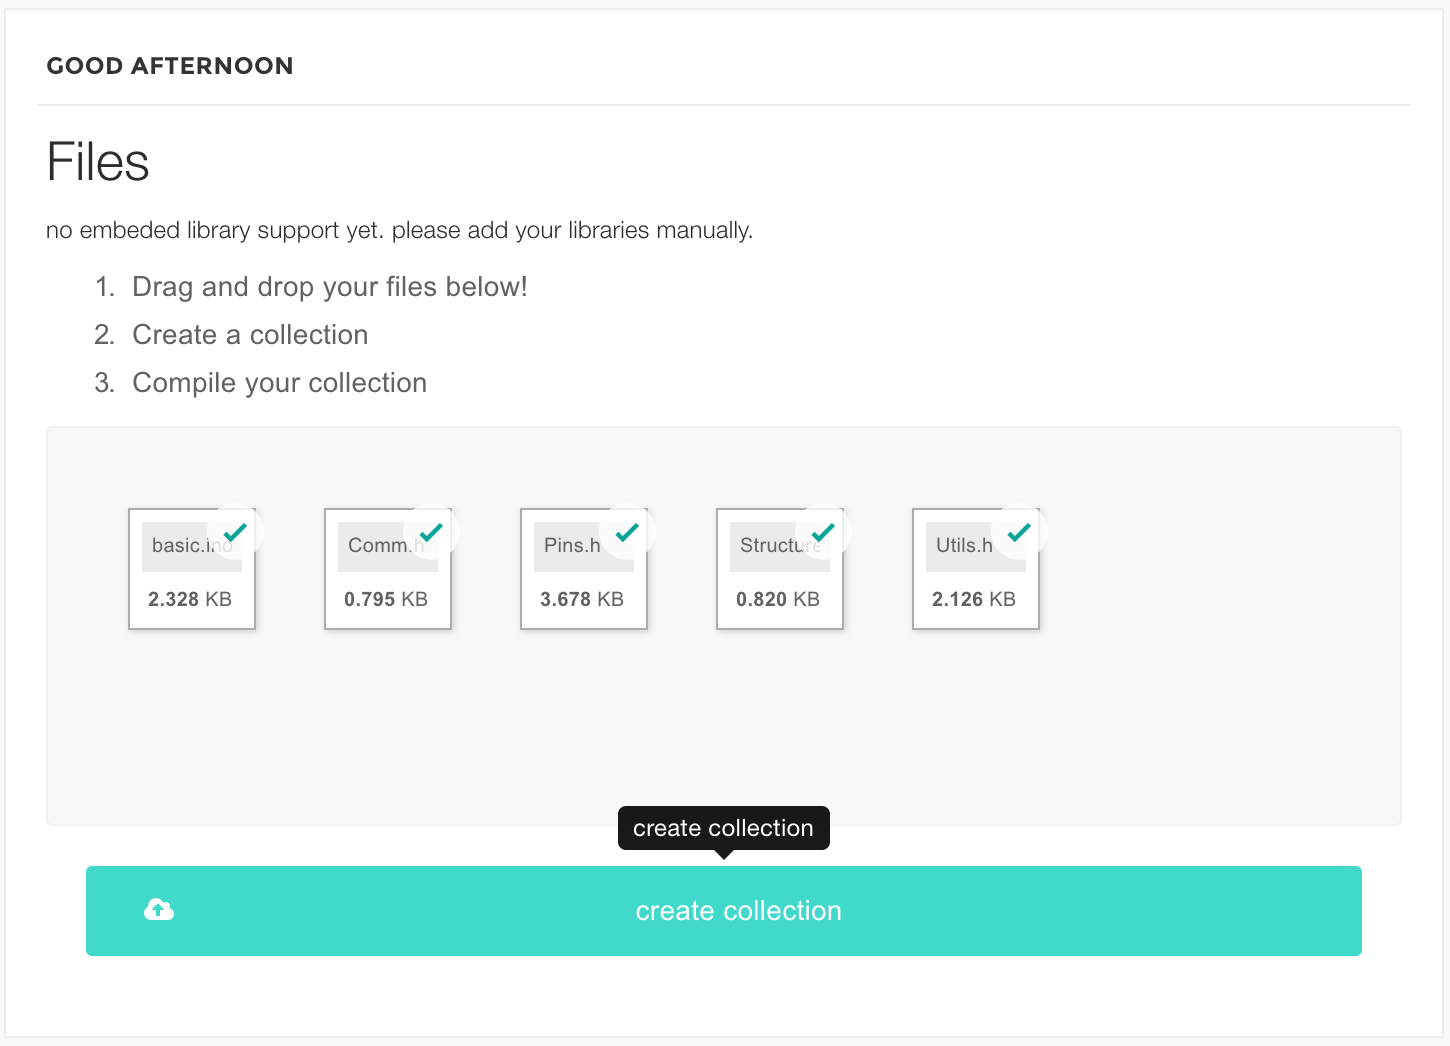 GOOD AFTERNOON
Files
no embeded library support yet. please add your libraries manually.
1. Drag and drop your files below!
2. Create a collection
3. Compile your collection
basic.ino Comm.h Pins.h Structure Utils.h
2.328 KB 0.795 KB 3.678 KB 0.820 KB 2.126 KB
create collection
create collection